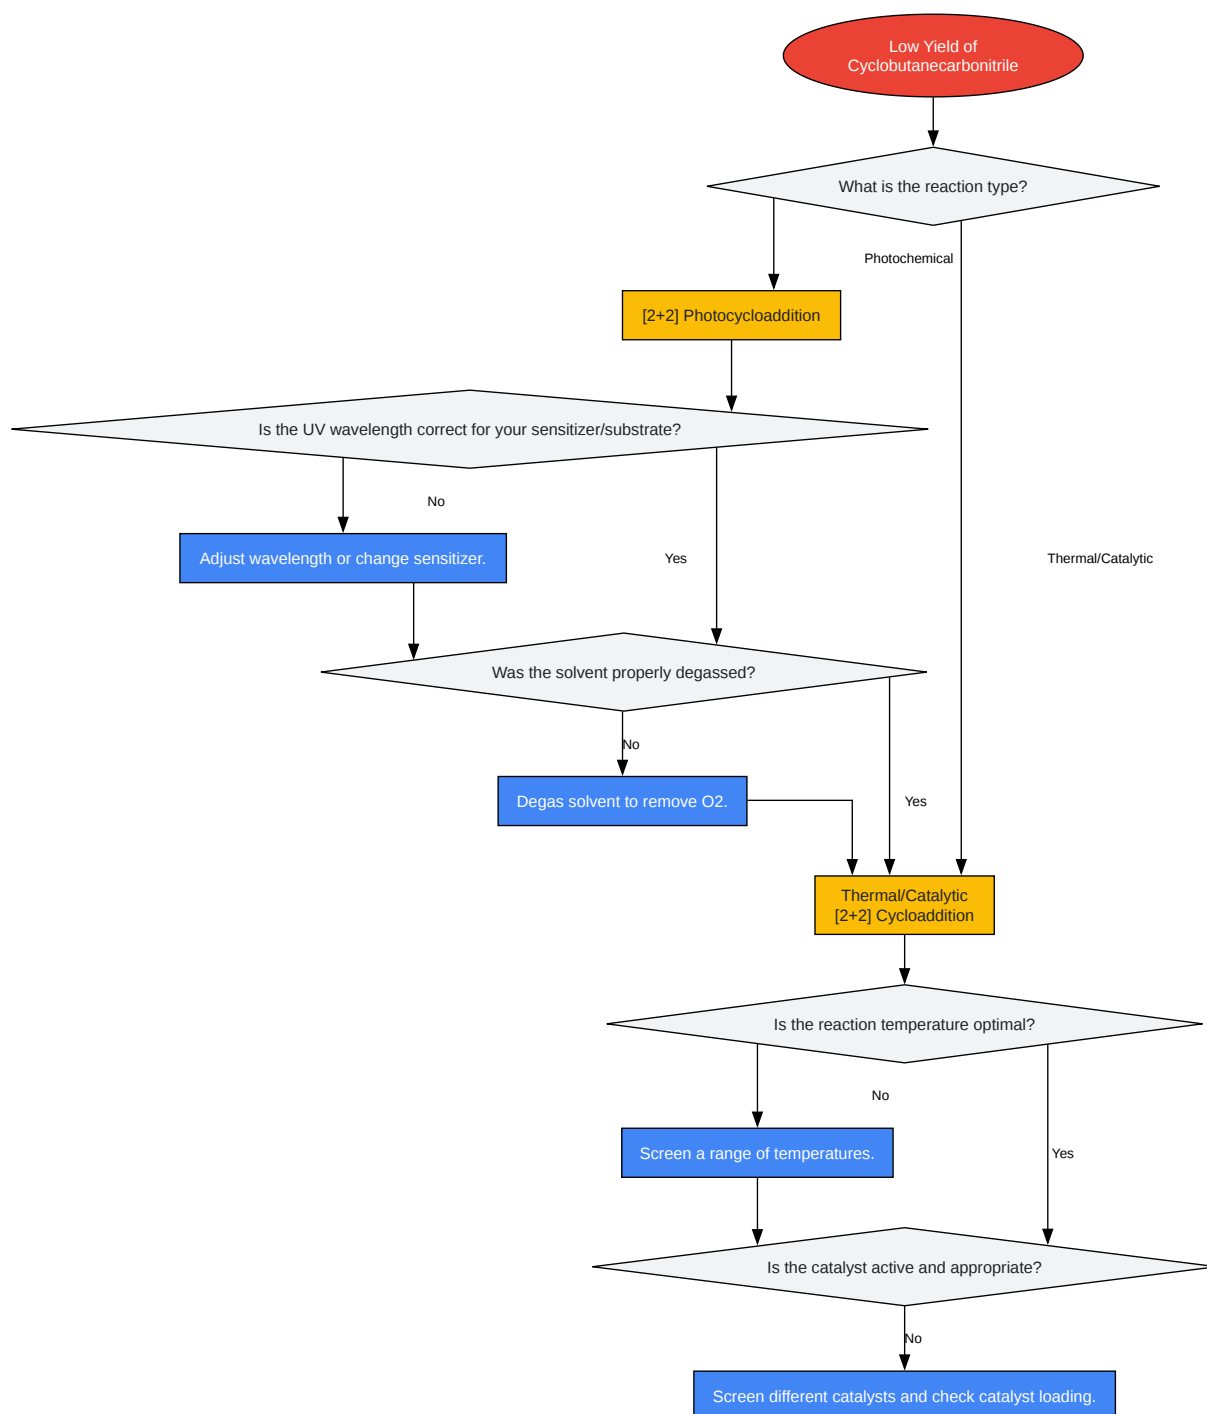 Low Yield of
Cyclobutanecarbonitrile
What is the reaction type?
Photochemical
[2+2] Photocycloaddition
Is the UV wavelength correct for your sensitizer/substrate?
No
Adjust wavelength or change sensitizer.
Yes
Thermal/Catalytic
Was the solvent properly degassed?
No
Degas solvent to remove O2.
Yes
Thermal/Catalytic
[2+2] Cycloaddition
Is the reaction temperature optimal?
No
Screen a range of temperatures.
Yes
Is the catalyst active and appropriate?
No
Screen different catalysts and check catalyst loading.